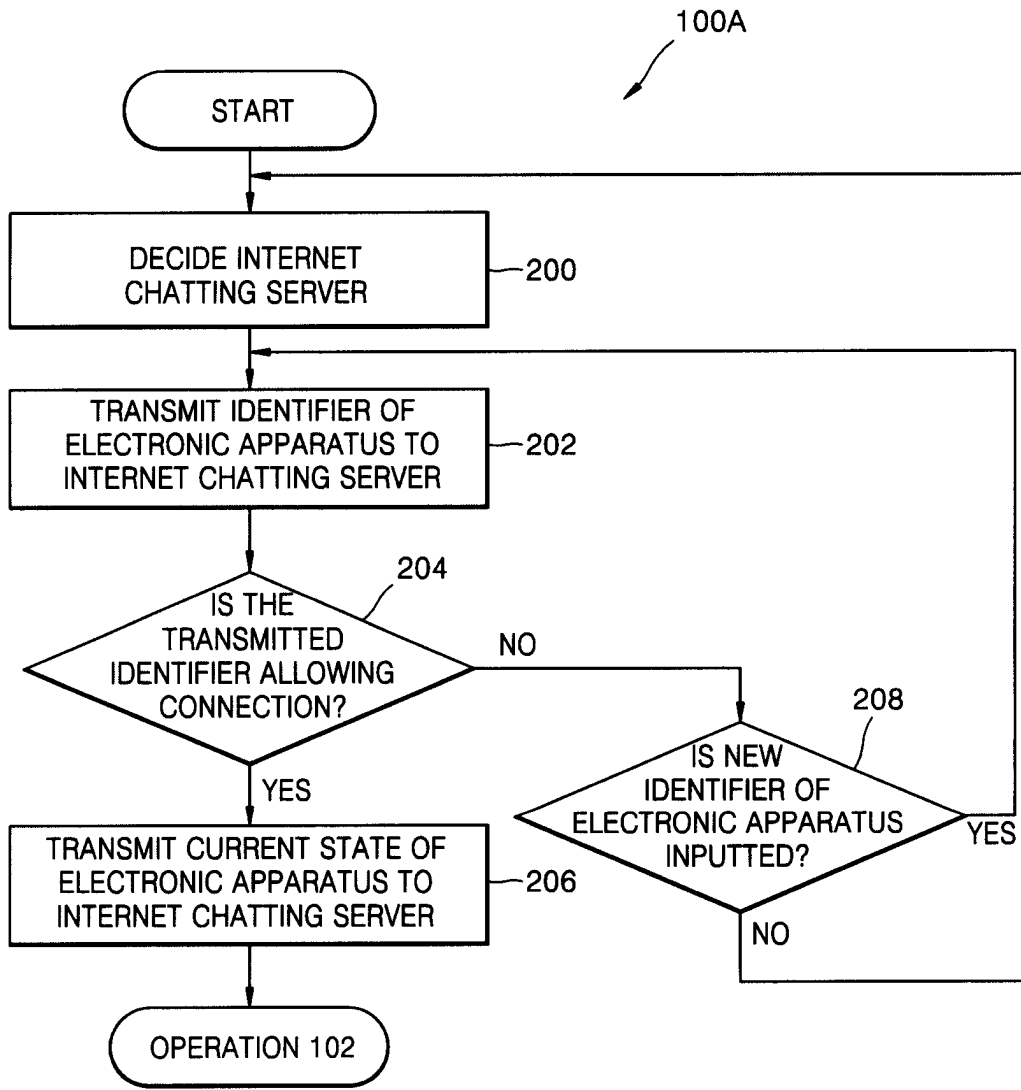 100A
START
DECIDE INTERNET
CHATTING SERVER
200
TRANSMIT IDENTIFIER OF
ELECTRONIC APPARATUS TO
INTERNET CHATTING SERVER
202
204
IS THE
TRANSMITTED
IDENTIFIER ALLOWING
CONNECTION?
NO
YES
208
IS NEW
IDENTIFIER OF
ELECTRONIC APPARATUS
INPUTTED?
YES
NO
TRANSMIT CURRENT STATE OF
ELECTRONIC APPARATUS TO
INTERNET CHATTING SERVER
206
OPERATION 102